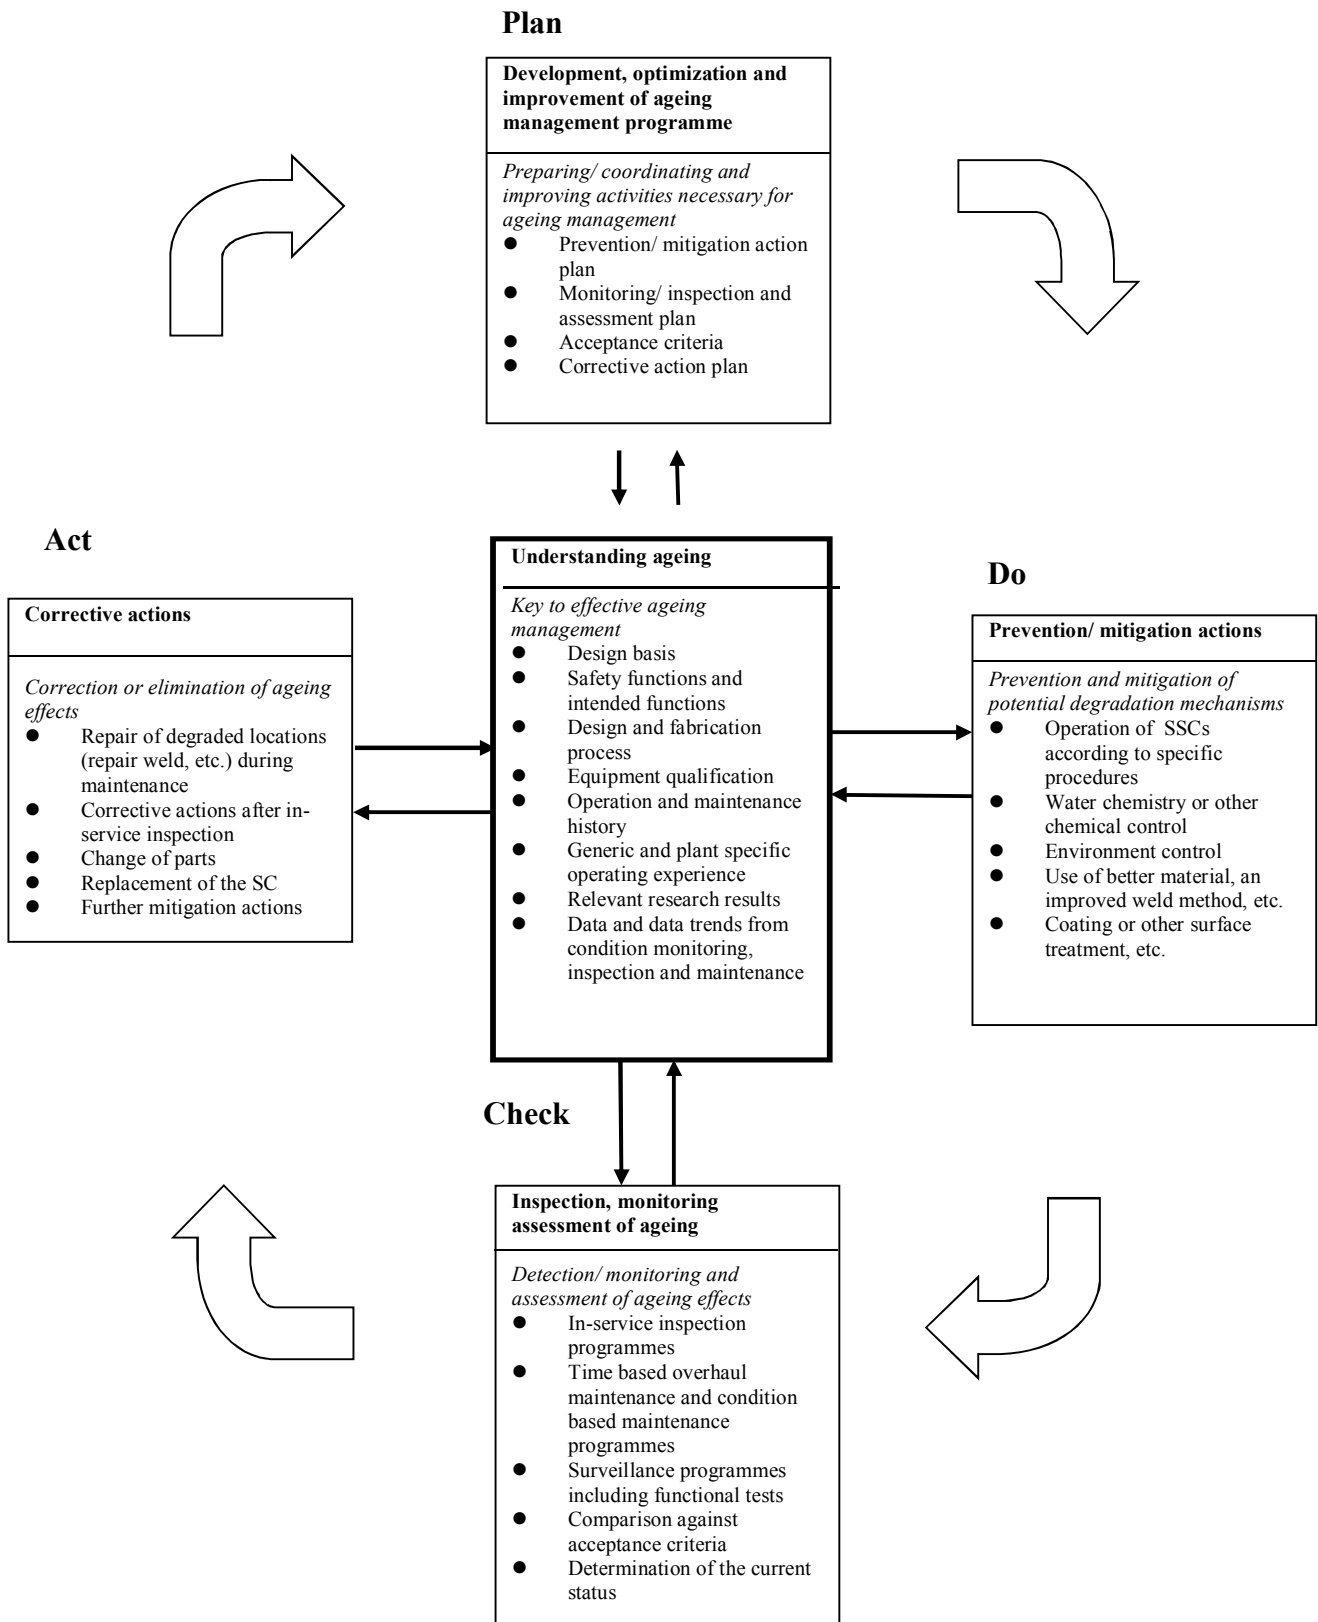 Plan
Development, optimization and
improvement of ageing
management programme
Preparing/ coordinating and
improving activities necessary for
ageing management
● Prevention/ mitigation action
plan
● Monitoring/ inspection and
assessment plan
● Acceptance criteria
● Corrective action plan
Act
Corrective actions
Correction or elimination of ageing
effects
● Repair of degraded locations
(repair weld, etc.) during
maintenance
● Corrective actions after in-
service inspection
● Change of parts
● Replacement of the SC
● Further mitigation actions
Understanding ageing
Key to effective ageing
management
● Design basis
● Safety functions and
intended functions
● Design and fabrication
process
● Equipment qualification
● Operation and maintenance
history
● Generic and plant specific
operating experience
● Relevant research results
● Data and data trends from
condition monitoring,
inspection and maintenance
Do
Prevention/ mitigation actions
Prevention and mitigation of
potential degradation mechanisms
● Operation of SSCs
according to specific
procedures
● Water chemistry or other
chemical control
● Environment control
● Use of better material, an
improved weld method, etc.
● Coating or other surface
treatment, etc.
Check
Inspection, monitoring
assessment of ageing
Detection/ monitoring and
assessment of ageing effects
● In-service inspection
programmes
● Time based overhaul
maintenance and condition
based maintenance
programmes
● Surveillance programmes
including functional tests
● Comparison against
acceptance criteria
● Determination of the current
status